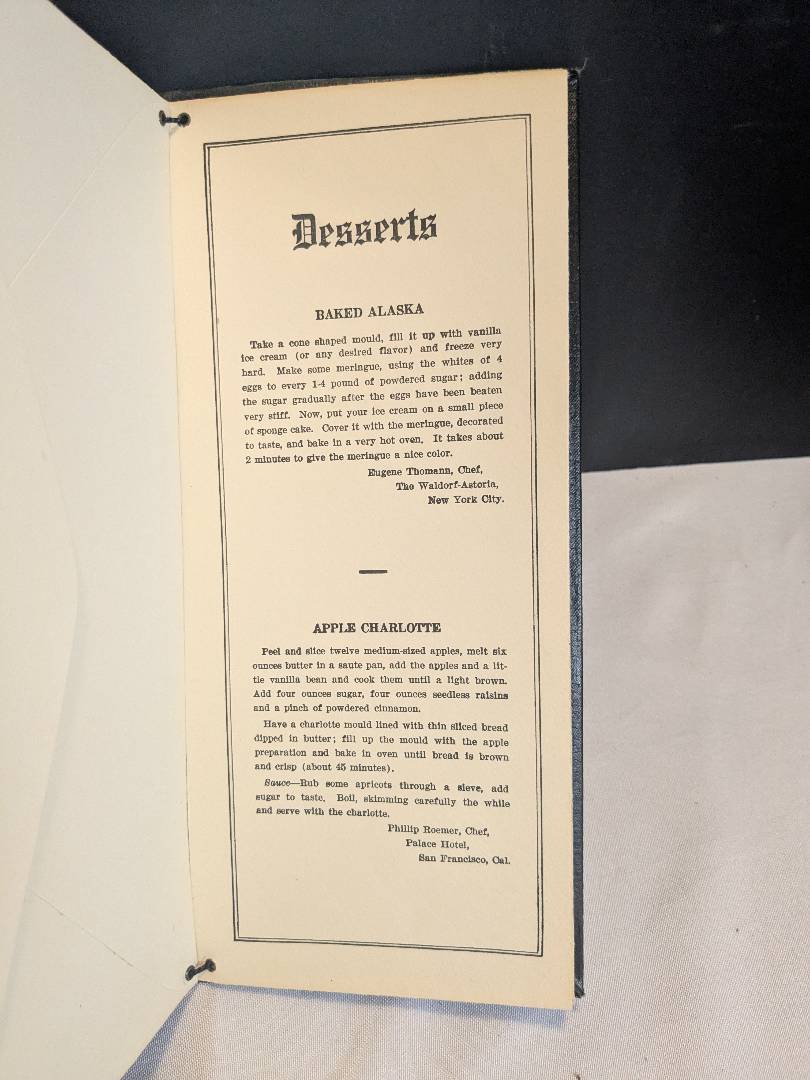 Desserts
BAKED ALASKA
Take a cone shaped mould, fill it up with vanilla
ice cream (or any desired flavor) and freeze very
hard. Make some meringue, using the whites of 4
eggs to every 1-4 pound of powdered sugar; adding
the sugar gradually after the eggs have been beaten
very stiff. Now, put your ice cream on a small piece
of sponge cake. Cover it with the meringue, decorated
to taste, and bake in a very hot oven. It takes about
2 minutes to give the meringue a nice color.
Eugene Thomann, Chef,
The Waldorf-Astoria,
New York City.
APPLE CHARLOTTE
Peel and slice twelve medium-sized apples, melt six
ounces butter in a saute pan, add the apples and a lit-
tle vanilla bean and cook them until a light brown.
Add four ounces sugar, four ounces seedless raisins
and a pinch of powdered cinnamon.
Have a charlotte mould lined with thin sliced bread
dipped in butter; fill up the mould with the apple
preparation and bake in oven until bread is brown
and crisp (about 45 minutes).
Sauce—Rub some apricots through a sieve, add
sugar to taste. Boil, skimming carefully the while
and serve with the charlotte.
Phillip Roemer, Chef,
Palace Hotel,
San Francisco, Cal.